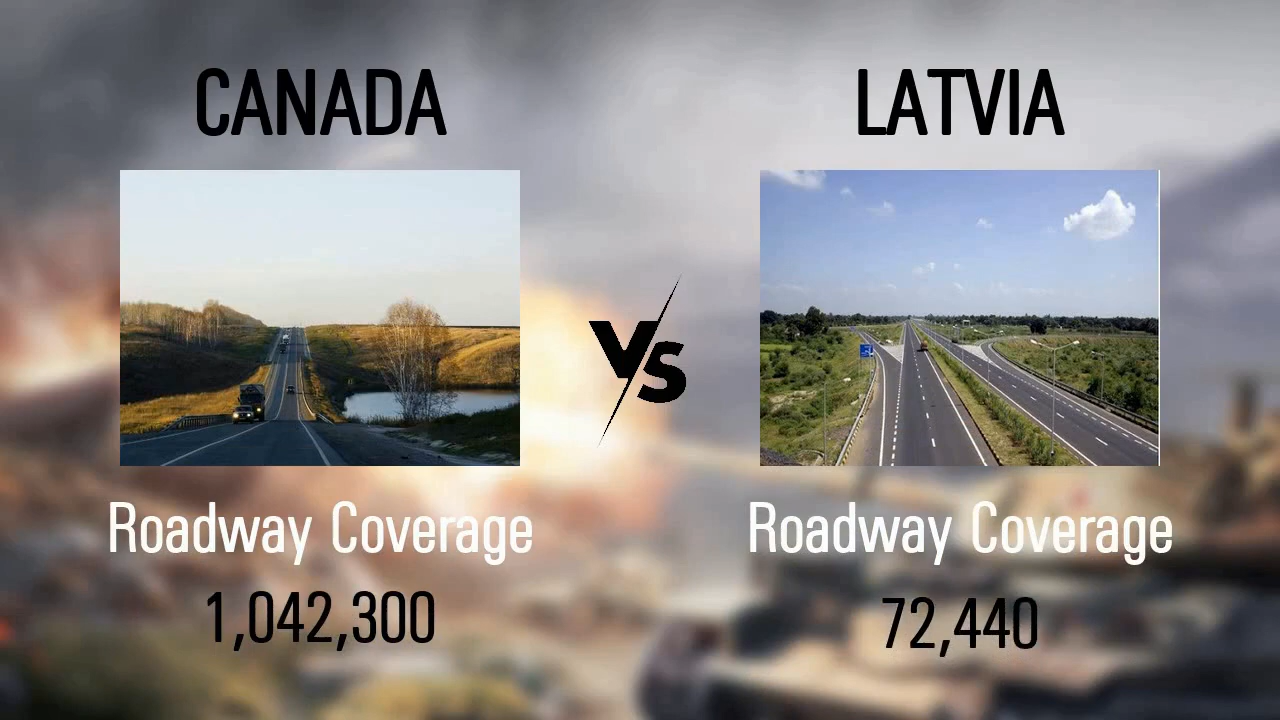 CANADA
LATVIA
VS
Roadway Coverage
Roadway Coverage
1,042,300
72,440